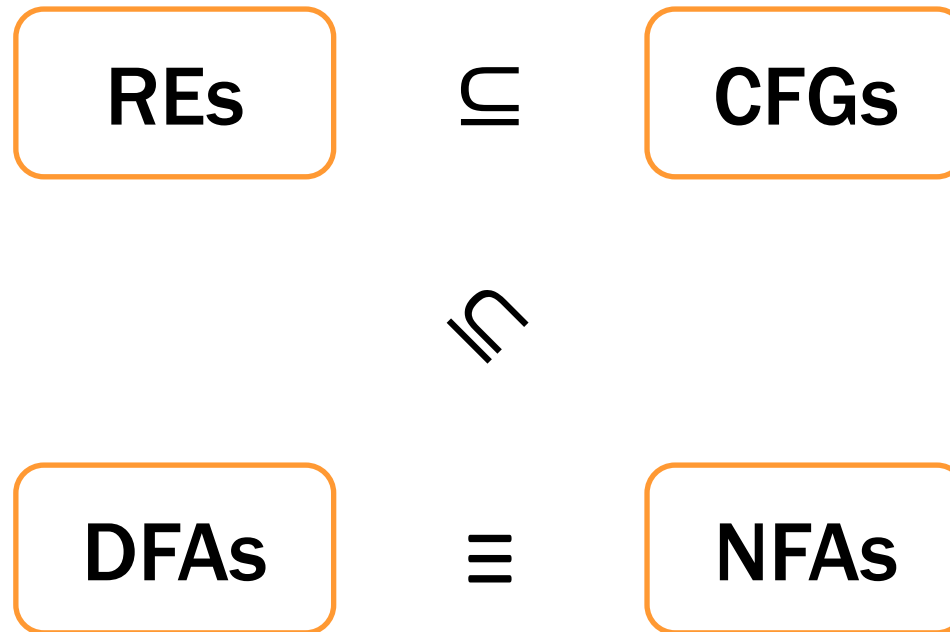 REs ⊆ CFGs
⊆
DFAs ≡ NFAs